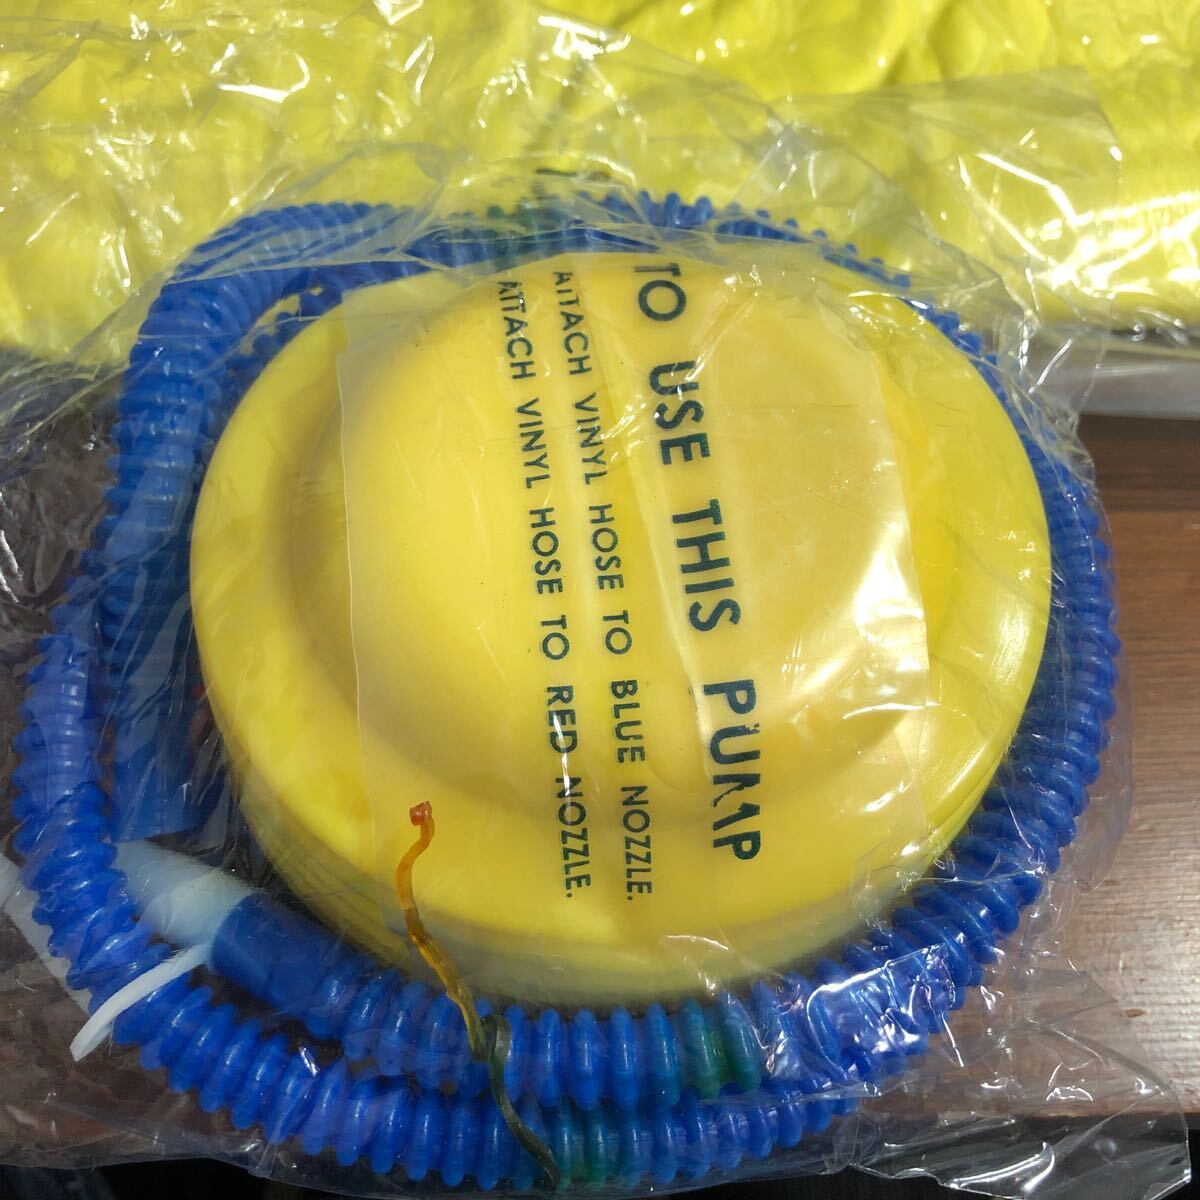 TO USE THIS PUMP
ATTACH VINYL HOSE TO BLUE NOZZLE.
ATTACH VINYL HOSE TO RED NOZZLE.